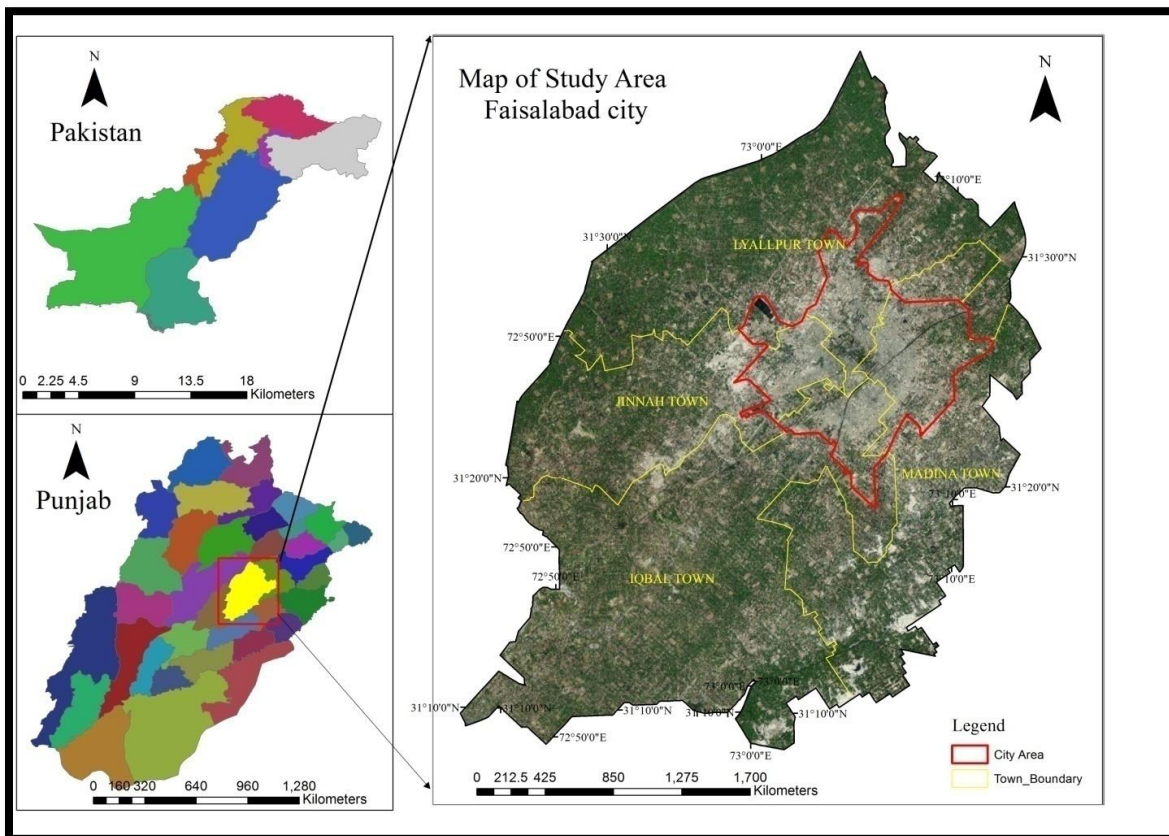 N
Pakistan
0 2.25 4.5 9 13.5 18
Kilometers
N
Punjab
0 160 320 640 960 1,280
Kilometers
Map of Study Area
Faisalabad city
N
73°0'0"E
73°10'0"E
31°30'0"N
LYALLPUR TOWN
31°30'0"N
72°50'0"E
JINNAH TOWN
31°20'0"N
MADINA TOWN
73°10'0"E
31°20'0"N
72°50'0"E
72°50'0"E
IQBAL TOWN
73°10'0"E
73°0'0"E
73°0'0"E
31°10'0"N
31°10'0"N
31°10'0"N
31°10'0"N
31°10'0"N
72°50'0"E
73°0'0"E
Legend
City Area
Town_Boundary
0 212.5 425 850 1,275 1,700
Kilometers